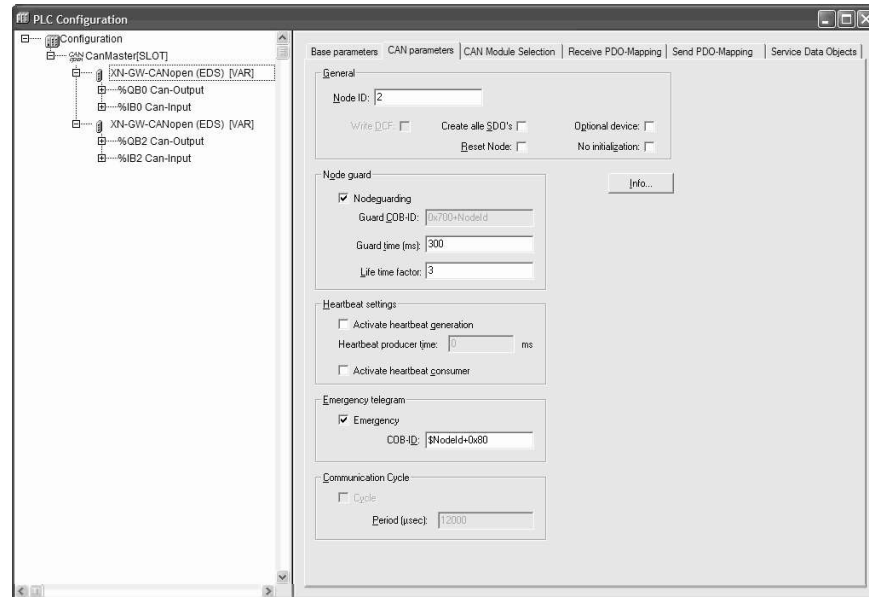 PLC Configuration
Configuration
CanMaster[SLOT]
XN-GW-CANopen (EDS) [VAR]
%QB0 Can-Output
%IB0 Can-Input
XN-GW-CANopen (EDS) [VAR]
%QB2 Can-Output
%IB2 Can-Input
Base parameters CAN parameters CAN Module Selection Receive PDO-Mapping Send PDO-Mapping Service Data Objects
General
Node ID: 2
Write DCF: Create alle SDO's Optional device:
Reset Node: No initialization:
Node guard
Info...
Nodeguarding
Guard COB-ID: 0x700+NodeId
Guard time (ms): 300
Life time factor: 3
Heartbeat settings
Activate heartbeat generation
Heartbeat producer time: 0 ms
Activate heartbeat consumer
Emergency telegram
Emergency
COB-ID: $NodeId+0x80
Communication Cycle
Cycle
Period (µsec): 12000